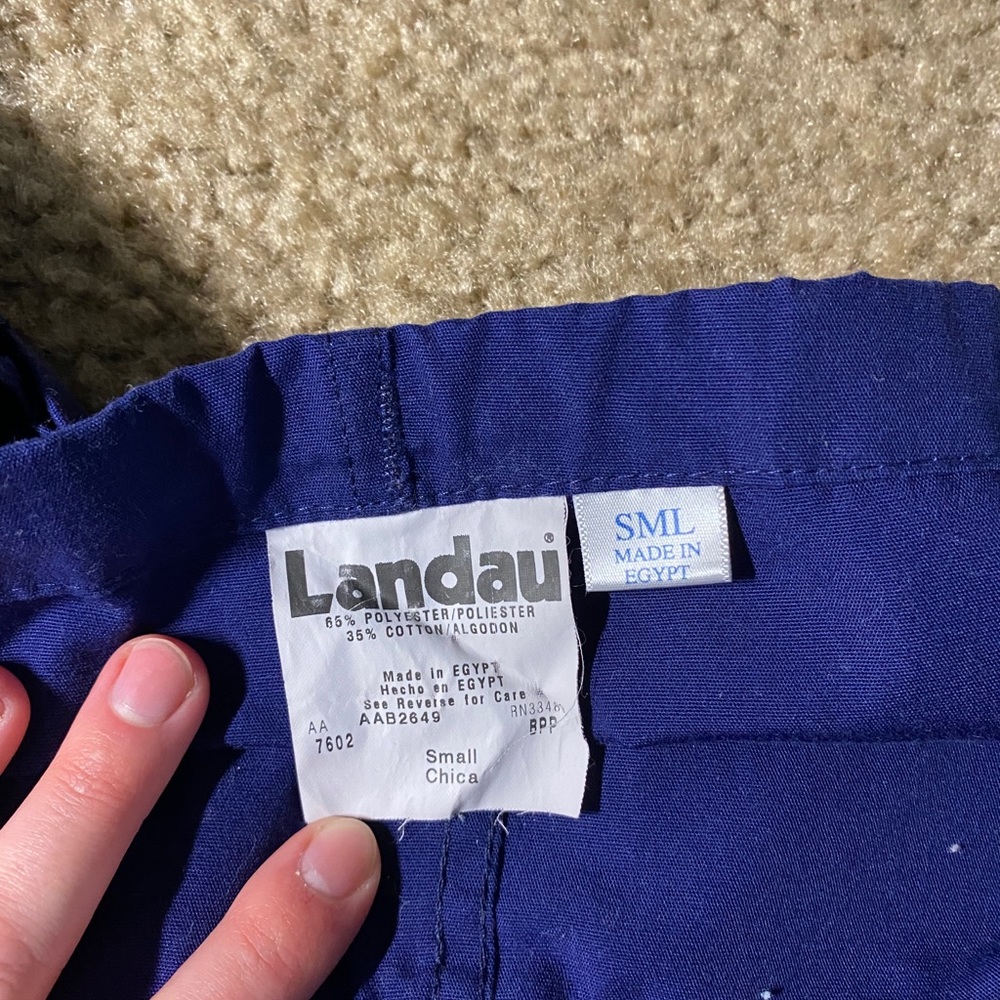 Landau®
65% POLYESTER/POLIESTER
35% COTTON/ALGODON
Made in EGYPT
Hecho en EGYPT
See Reverse for Care
AA AAB2649
7602 BPP
Small
Chica
SML
MADE IN
EGYPT